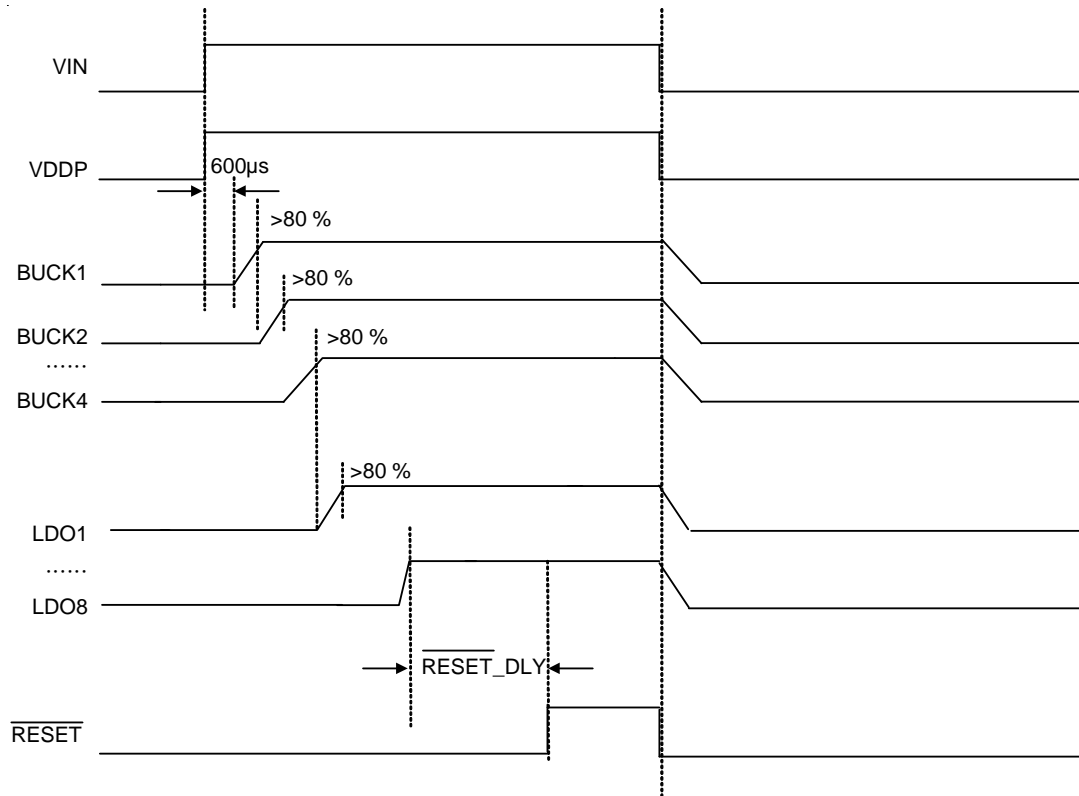 VIN
VDDP
600µs
>80 %
BUCK1
>80 %
BUCK2
......
>80 %
BUCK4
>80 %
LDO1
......
LDO8
RESET_DLY
RESET